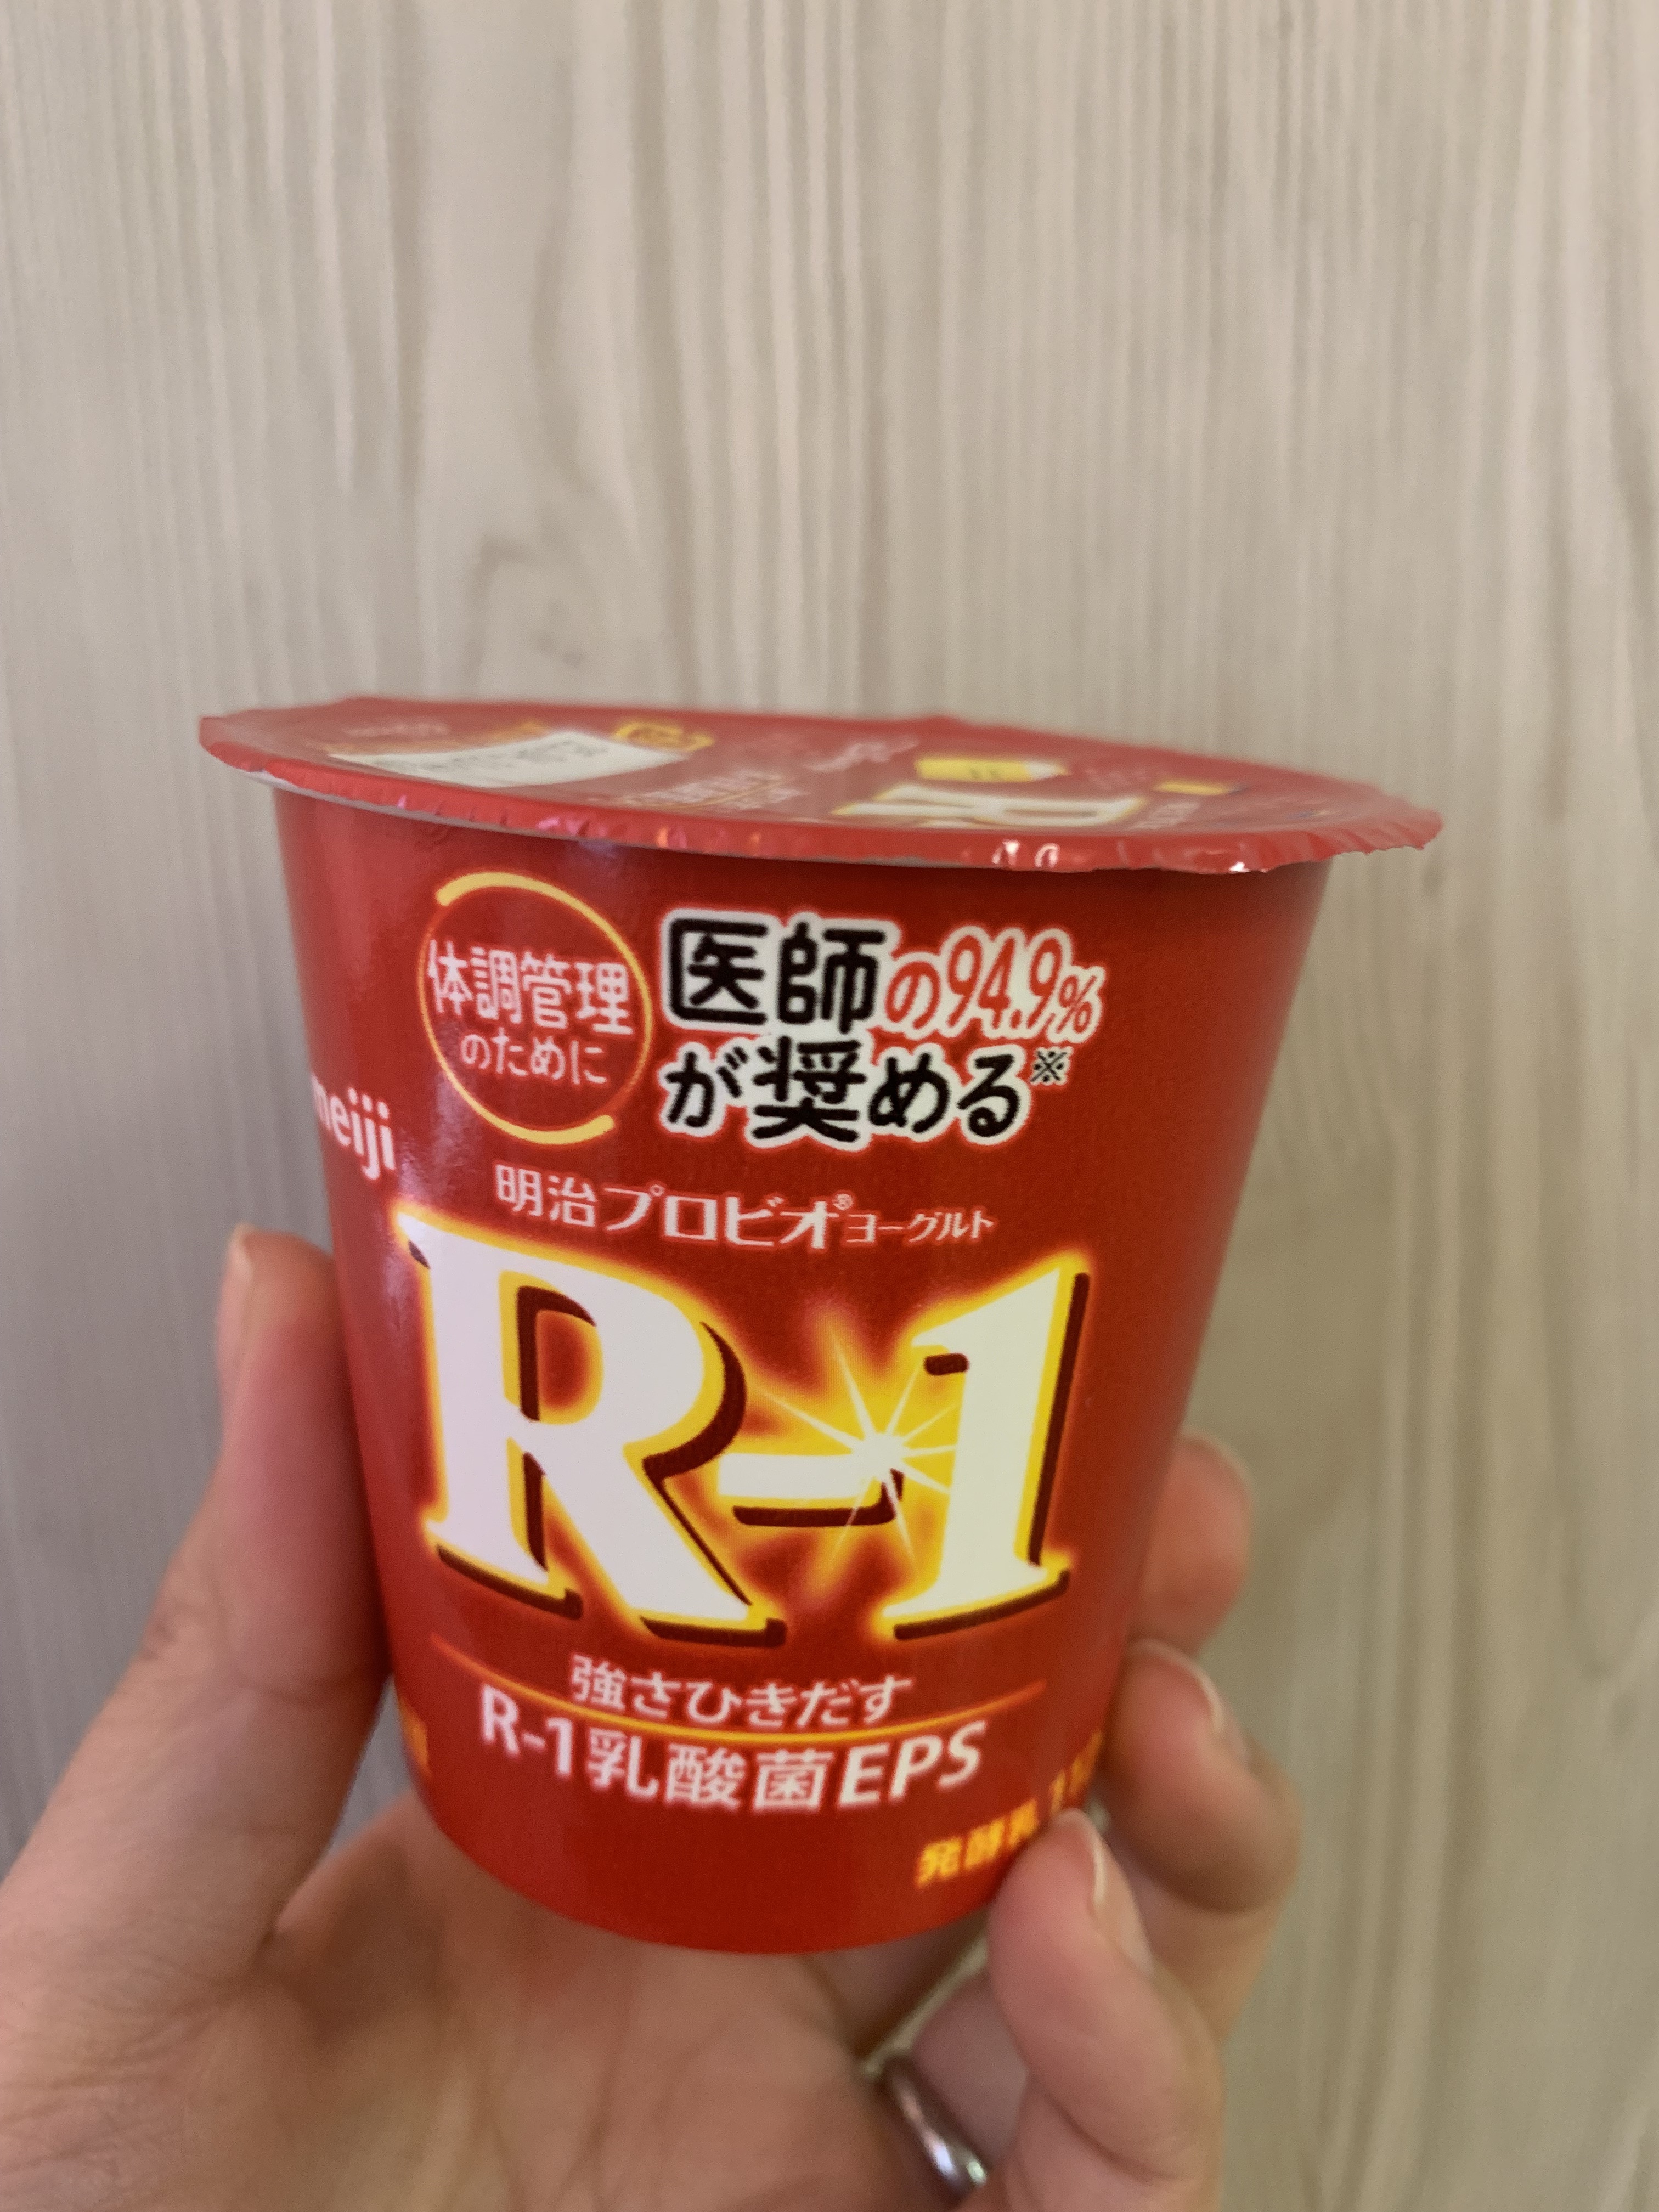 体調管理
のために
医師の94.9%
が奨める※
meiji
明治プロビオ®ヨーグルト
R-1
強さひきだす
R-1乳酸菌EPS
発酵乳